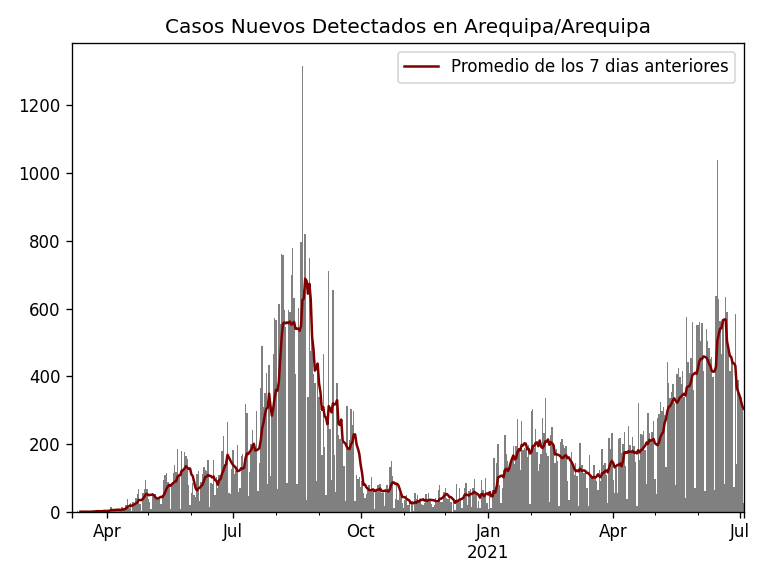 Casos Nuevos Detectados en Arequipa/Arequipa
Promedio de los 7 dias anteriores
1200
1000
800
600
400
200
0
Apr Jul Oct Jan Apr Jul
2021